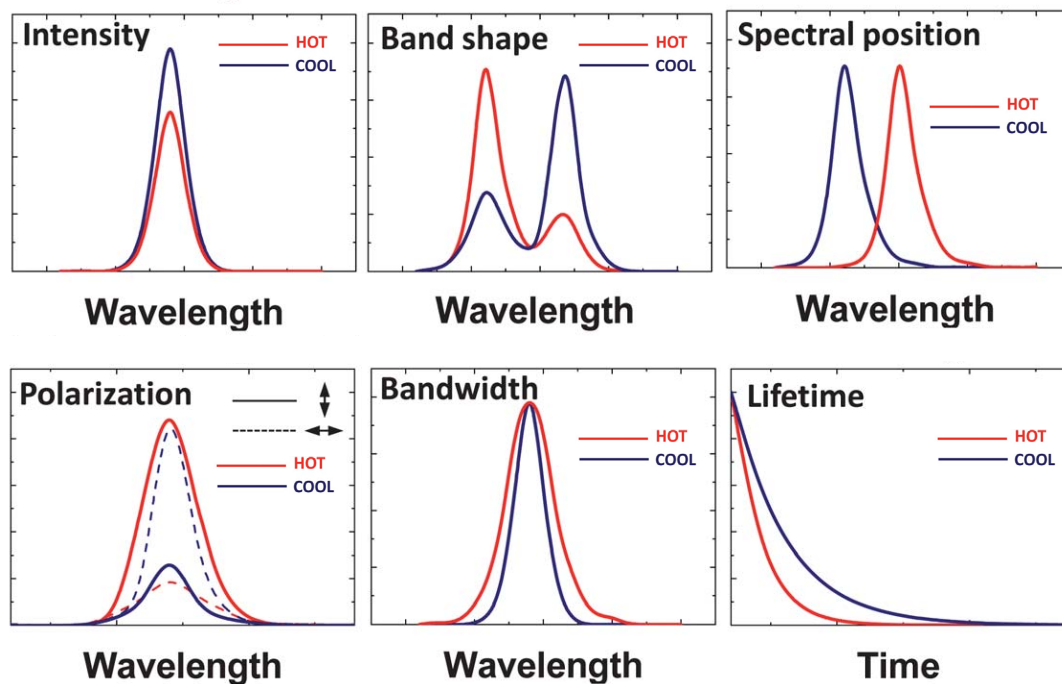 Intensity
HOT
COOL
Wavelength
Band shape
HOT
COOL
Wavelength
Spectral position
HOT
COOL
Wavelength
Polarization
HOT
COOL
Wavelength
Bandwidth
HOT
COOL
Wavelength
Lifetime
HOT
COOL
Time